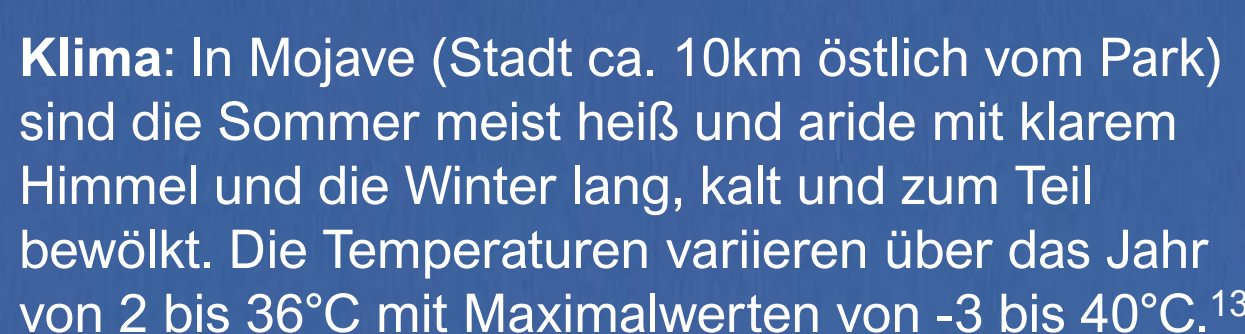 Klima: In Mojave (Stadt ca. 10km östlich vom Park)
sind die Sommer meist heiß und aride mit klarem
Himmel und die Winter lang, kalt und zum Teil
bewölkt. Die Temperaturen variieren über das Jahr
von 2 bis 36°C mit Maximalwerten von -3 bis 40°C.¹³